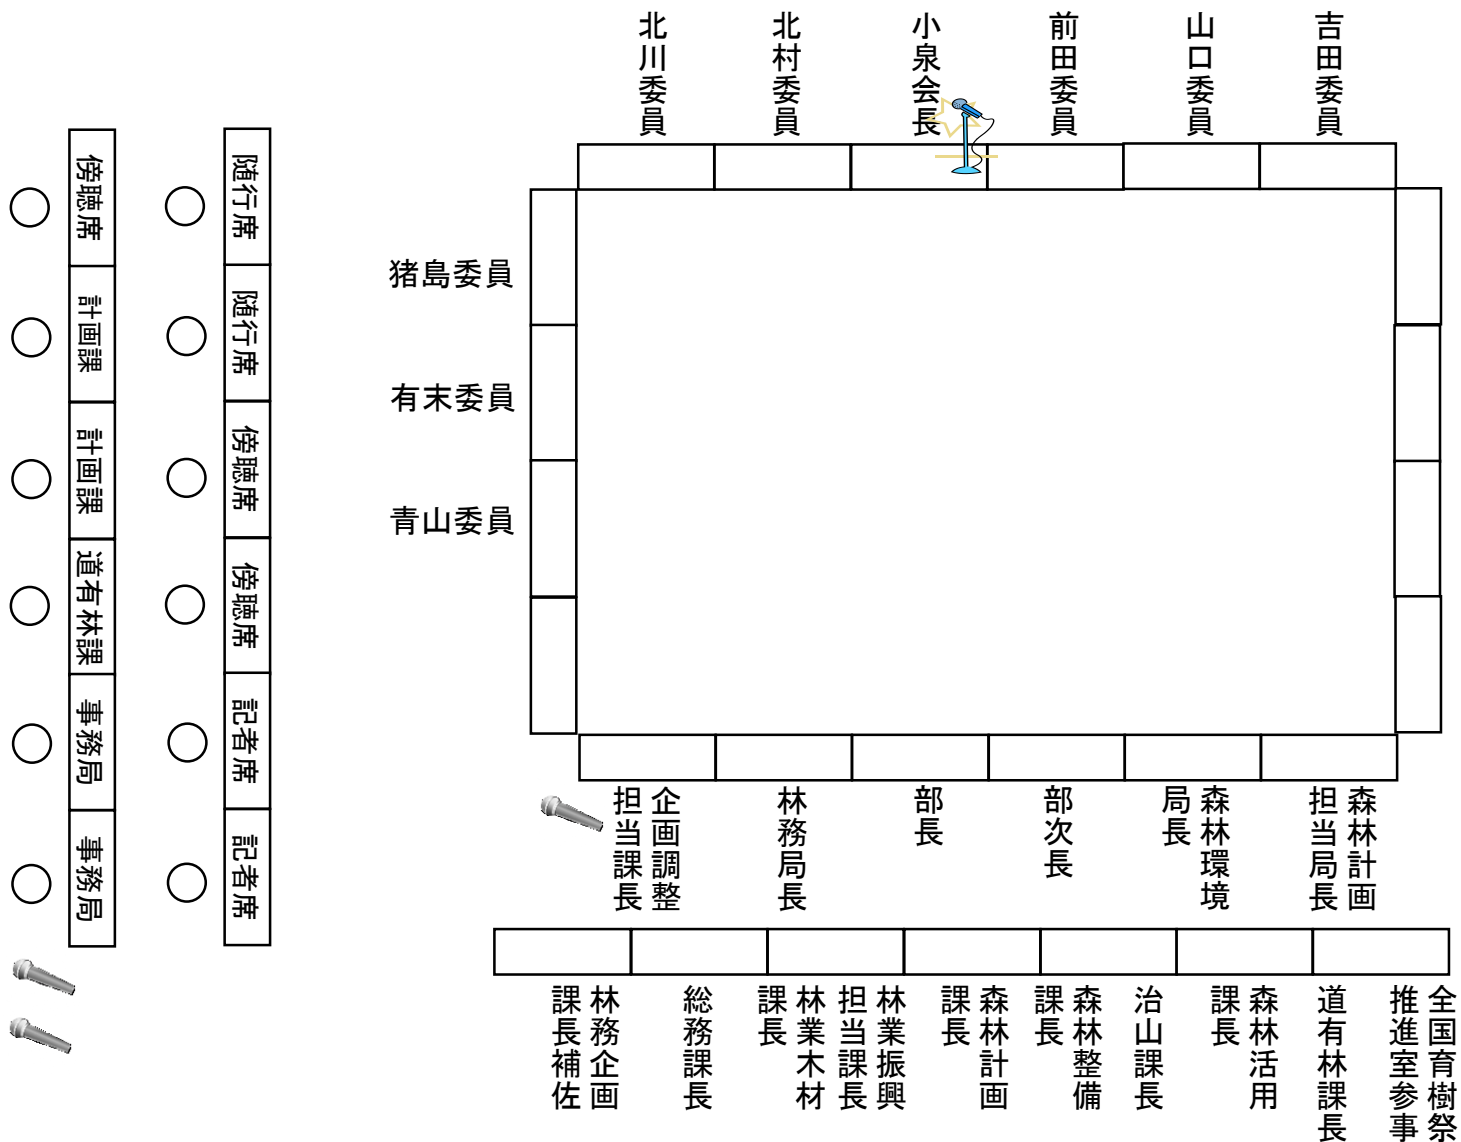 北川委員
北村委員
小泉会長
前田委員
山口委員
吉田委員
傍聴席
計画課
計画課
道有林課
事務局
事務局
随行席
随行席
傍聴席
傍聴席
記者席
記者席
猪島委員
有末委員
青山委員
企画調整
担当課長
林務局長
部長
部次長
森林環境
局長
森林計画
担当局長
林務企画
課長補佐
総務課長
林業木材
課長
林業振興
担当課長
森林計画
課長
森林整備
課長
治山課長
森林活用
課長
道有林課長
全国育樹祭
推進室参事